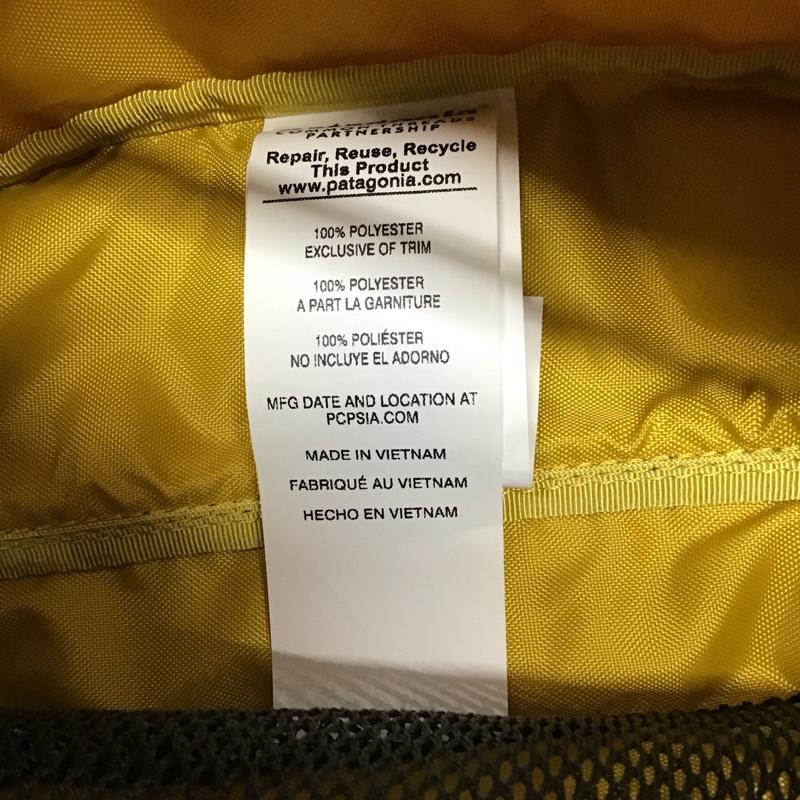 PARTNERSHIP
Repair, Reuse, Recycle
This Product
www.patagonia.com
100% POLYESTER
EXCLUSIVE OF TRIM
100% POLYESTER
A PART LA GARNITURE
100% POLIÉSTER
NO INCLUYE EL ADORNO
MFG DATE AND LOCATION AT
PCPSIA.COM
MADE IN VIETNAM
FABRIQUÉ AU VIETNAM
HECHO EN VIETNAM